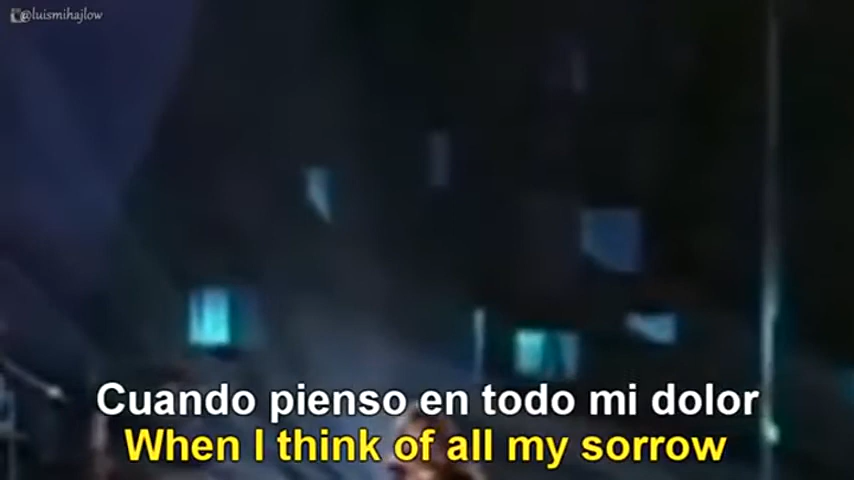 @luismihajlow
Cuando pienso en todo mi dolor
When I think of all my sorrow